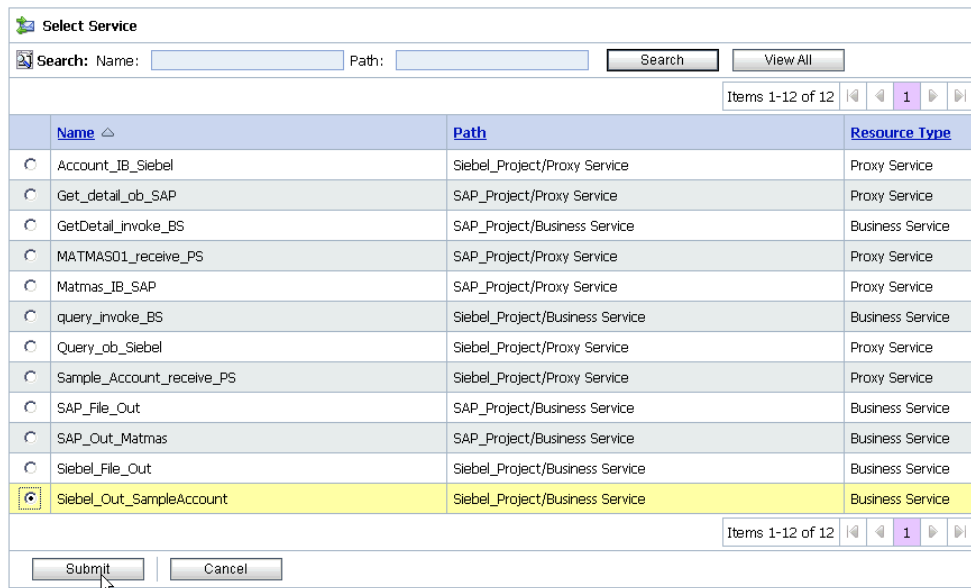 Select Service
Search: Name: Path: Search View All
Items 1-12 of 12 1
Name Path Resource Type
Account_IB_Siebel Siebel_Project/Proxy Service Proxy Service
Get_detail_ob_SAP SAP_Project/Proxy Service Proxy Service
GetDetail_invoke_BS SAP_Project/Business Service Business Service
MATMAS01_receive_PS SAP_Project/Proxy Service Proxy Service
Matmas_IB_SAP SAP_Project/Proxy Service Proxy Service
query_invoke_BS Siebel_Project/Business Service Business Service
Query_ob_Siebel Siebel_Project/Proxy Service Proxy Service
Sample_Account_receive_PS Siebel_Project/Proxy Service Proxy Service
SAP_File_Out SAP_Project/Business Service Business Service
SAP_Out_Matmas SAP_Project/Business Service Business Service
Siebel_File_Out Siebel_Project/Business Service Business Service
Siebel_Out_SampleAccount Siebel_Project/Business Service Business Service
Items 1-12 of 12 1
Submit Cancel